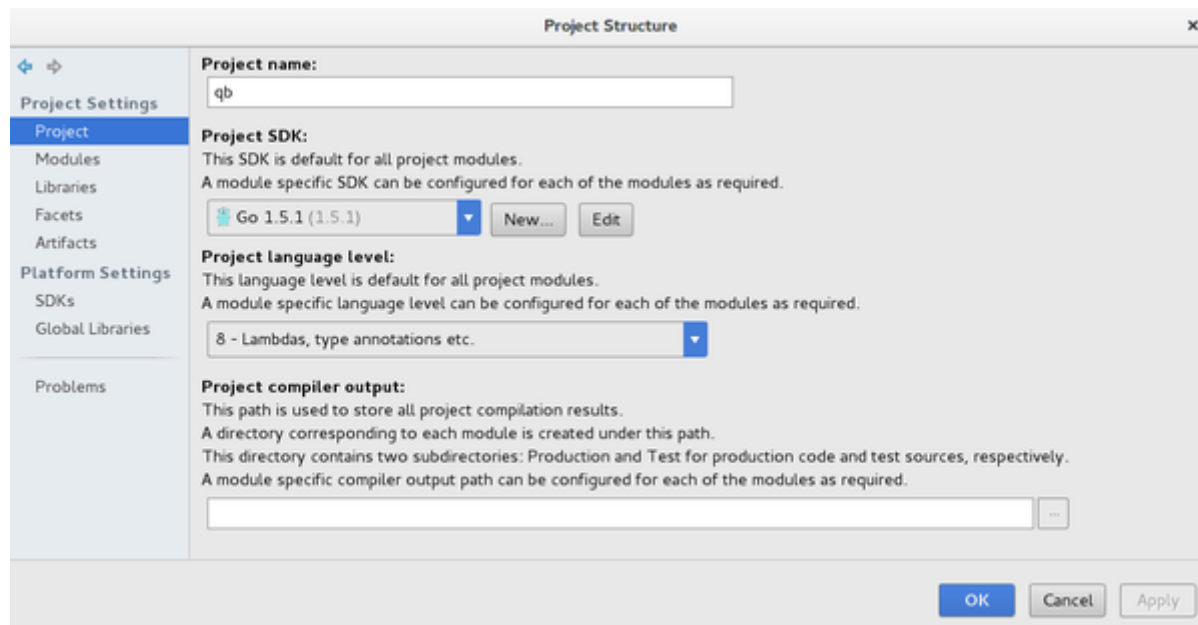 Project Structure
Project Settings
Project
Modules
Libraries
Facets
Artifacts
Platform Settings
SDKs
Global Libraries
Problems
Project name:
qb
Project SDK:
This SDK is default for all project modules.
A module specific SDK can be configured for each of the modules as required.
Go 1.5.1 (1.5.1) New... Edit
Project language level:
This language level is default for all project modules.
A module specific language level can be configured for each of the modules as required.
8 - Lambdas, type annotations etc.
Project compiler output:
This path is used to store all project compilation results.
A directory corresponding to each module is created under this path.
This directory contains two subdirectories: Production and Test for production code and test sources, respectively.
A module specific compiler output path can be configured for each of the modules as required.
...
OK Cancel Apply